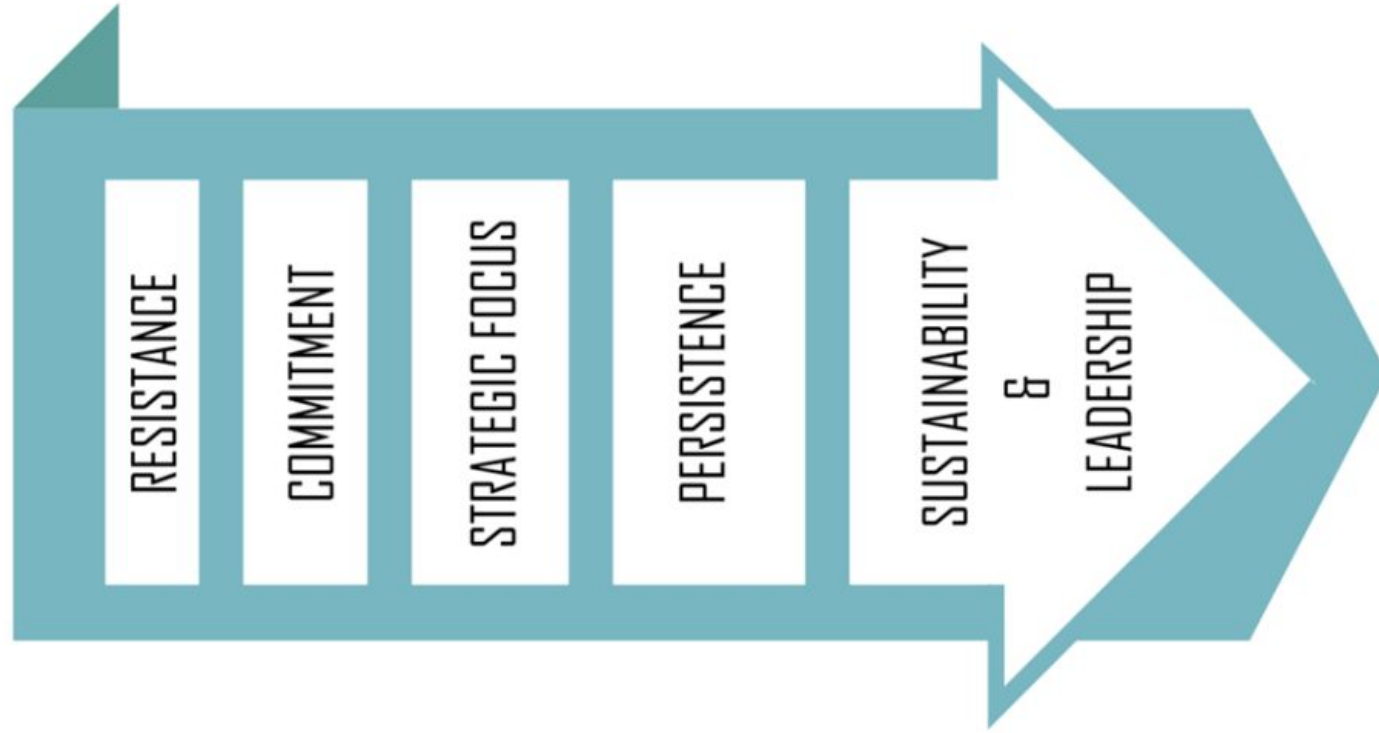 RESISTANCE
COMMITMENT
STRATEGIC FOCUS
PERSISTENCE
SUSTAINABILITY
&
LEADERSHIP